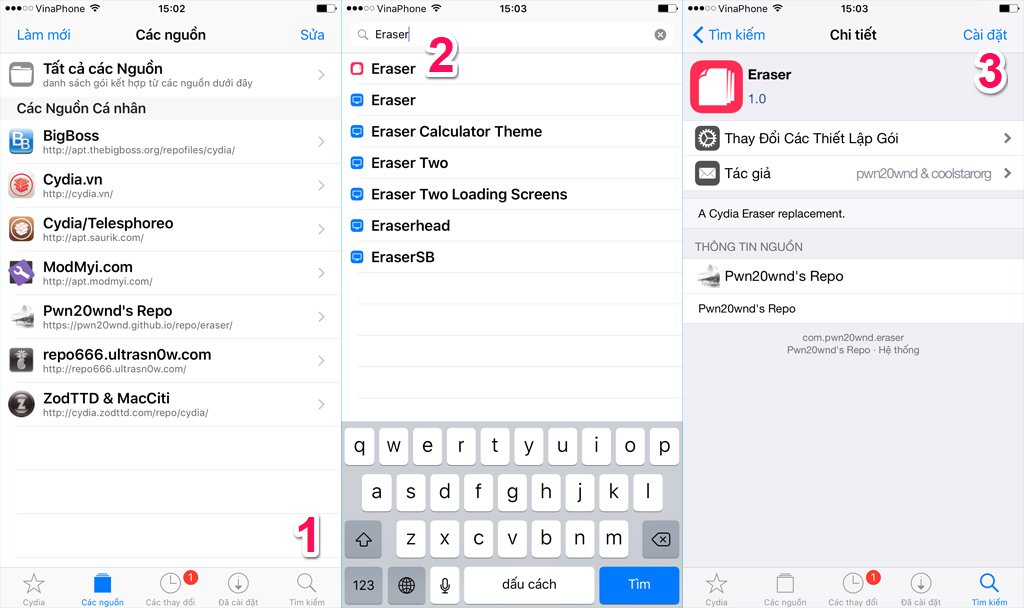 VinaPhone 15:02
Làm mới Các nguồn Sửa
Tất cả các Nguồn
danh sách gói kết hợp từ các nguồn dưới đây
Các Nguồn Cá nhân
BigBoss
http://apt.thebigboss.org/repofiles/cydia/
Cydia.vn
http://cydia.vn/
Cydia/Telesphoreo
http://apt.saurik.com/
ModMyi.com
http://apt.modmyi.com/
Pwn20wnd's Repo
https://pwn20wnd.github.io/repo/eraser/
repo666.ultrasn0w.com
http://repo666.ultrasn0w.com/
ZodTTD & MacCiti
http://cydia.zodttd.com/repo/cydia/
1
1
Cydia Các nguồn Các thay đổi Đã cài đặt Tìm kiếm
VinaPhone 15:03
Eraser
2
Eraser
Eraser
Eraser Calculator Theme
Eraser Two
Eraser Two Loading Screens
Eraserhead
EraserSB
q w e r t y u i o p
a s d f g h j k l
z x c v b n m
123 dấu cách Tìm
VinaPhone 15:03
Tìm kiếm Chi tiết Cài đặt
3
Eraser
1.0
Thay Đổi Các Thiết Lập Gói
Tác giả pwn20wnd & coolstarorg
A Cydia Eraser replacement.
THÔNG TIN NGUỒN
Pwn20wnd's Repo
Pwn20wnd's Repo
com.pwn20wnd.eraser
Pwn20wnd's Repo · Hệ thống
1
Cydia Các nguồn Các thay đổi Đã cài đặt Tìm kiếm